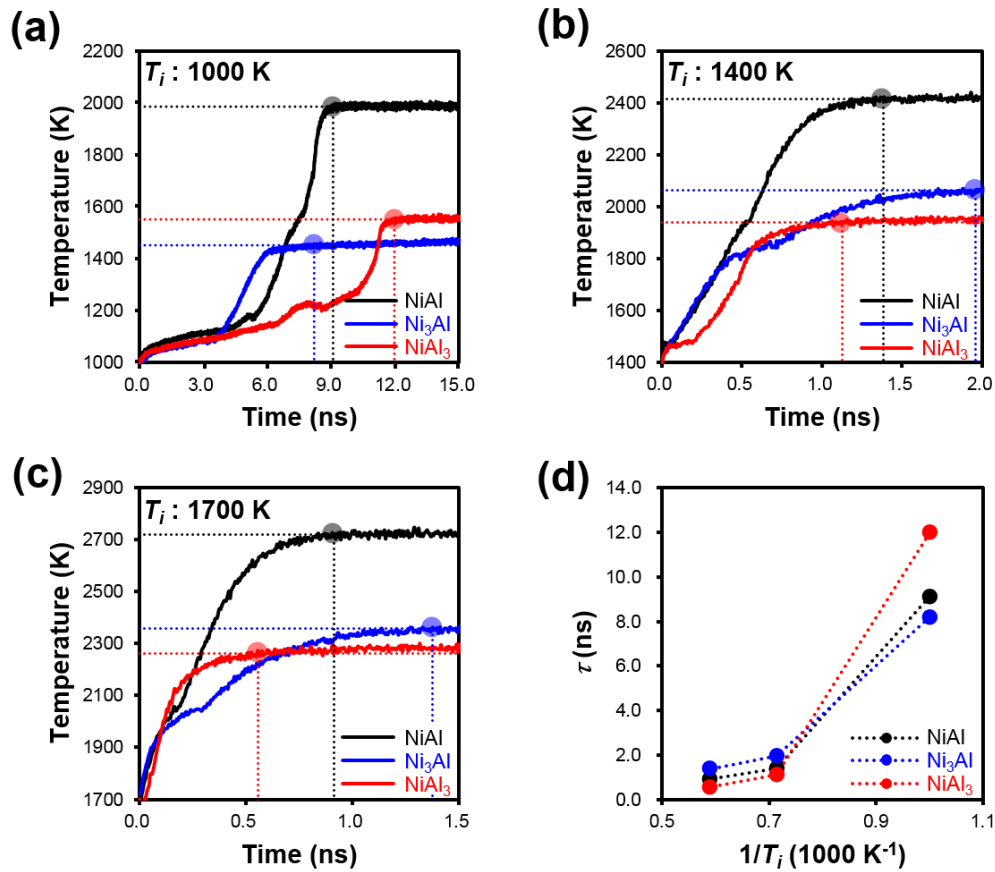 (a)
T_i : 1000 K
Temperature (K)
2200
2000
1800
1600
1400
1200
1000
0.0 3.0 6.0 9.0 12.0 15.0
Time (ns)
NiAl
Ni₃Al
NiAl₃
(b)
T_i : 1400 K
Temperature (K)
2600
2400
2200
2000
1800
1600
1400
0.0 0.5 1.0 1.5 2.0
Time (ns)
NiAl
Ni₃Al
NiAl₃
(c)
T_i : 1700 K
Temperature (K)
2900
2700
2500
2300
2100
1900
1700
0.0 0.5 1.0 1.5
Time (ns)
NiAl
Ni₃Al
NiAl₃
(d)
τ (ns)
14.0
12.0
10.0
8.0
6.0
4.0
2.0
0.0
0.5 0.7 0.9 1.1
1/T_i (1000 K⁻¹)
NiAl
Ni₃Al
NiAl₃